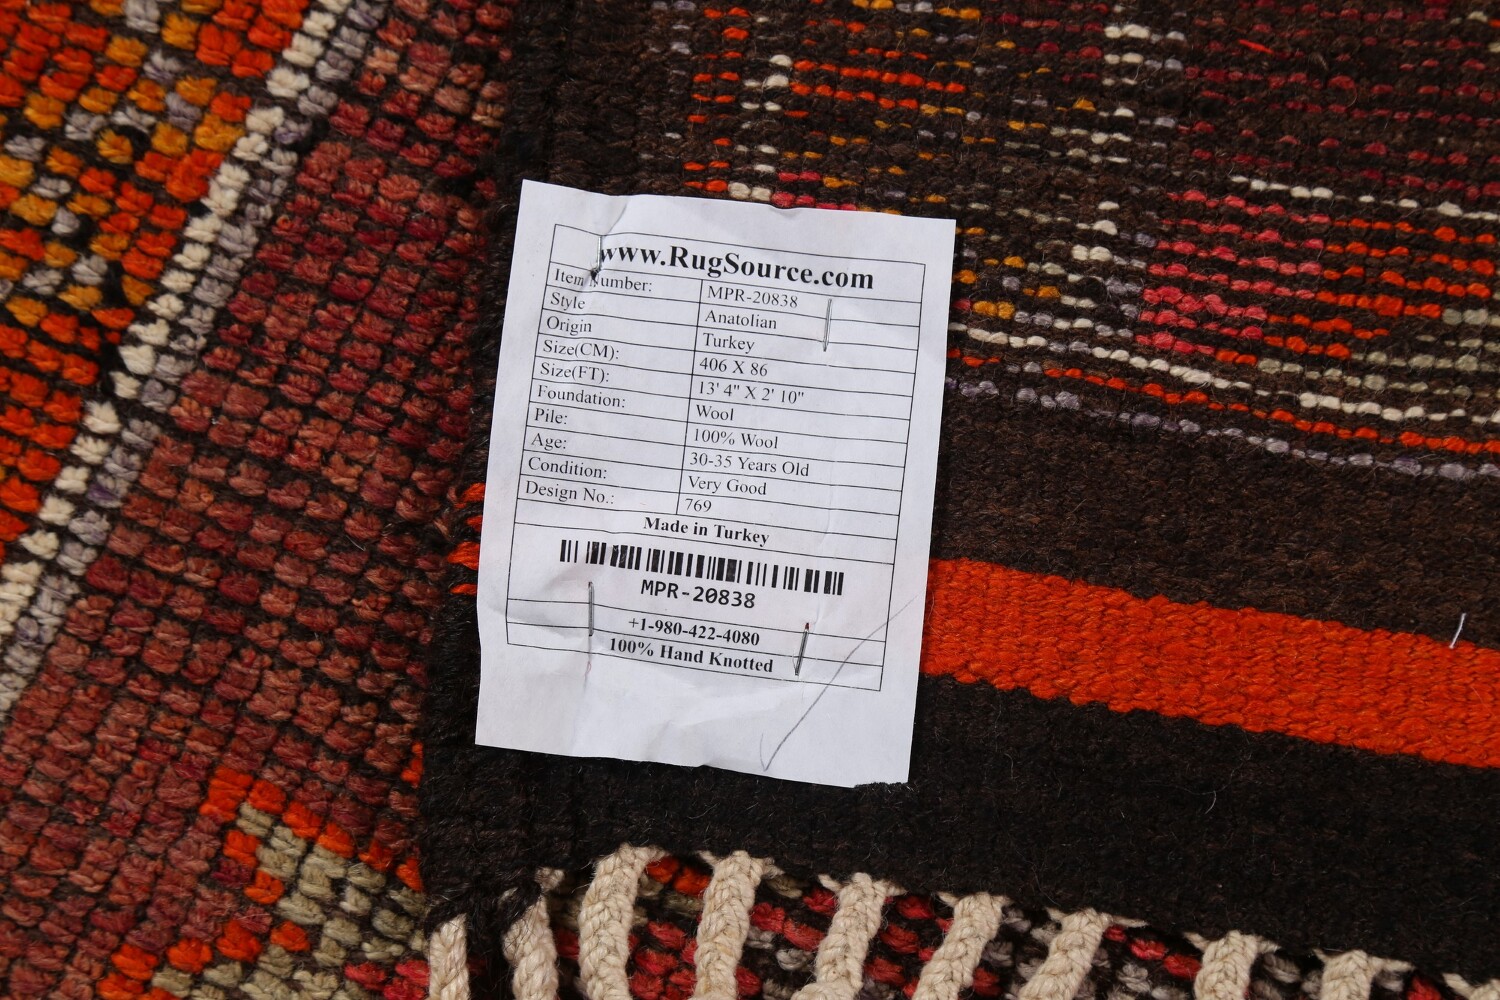 www.RugSource.com
Item Number: MPR-20838
Style Anatolian
Origin Turkey
Size(CM): 406 X 86
Size(FT): 13' 4" X 2' 10"
Foundation: Wool
Pile: 100% Wool
Age: 30-35 Years Old
Condition: Very Good
Design No.: 769
Made in Turkey
MPR-20838
+1-980-422-4080
100% Hand Knotted